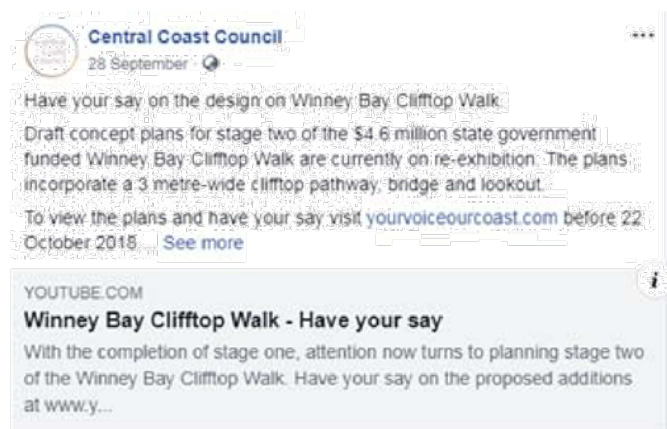 Central Coast Council
28 September
Have your say on the design on Winney Bay Clifftop Walk.
Draft concept plans for stage two of the $4.6 million state government
funded Winney Bay Clifftop Walk are currently on re-exhibition. The plans
incorporate a 3 metre-wide clifftop pathway, bridge and lookout.
To view the plans and have your say visit yourvoiceourcoast.com before 22
October 2018... See more
YOUTUBE.COM
Winney Bay Clifftop Walk - Have your say
With the completion of stage one, attention now turns to planning stage two
of the Winney Bay Clifftop Walk. Have your say on the proposed additions
at www.y...